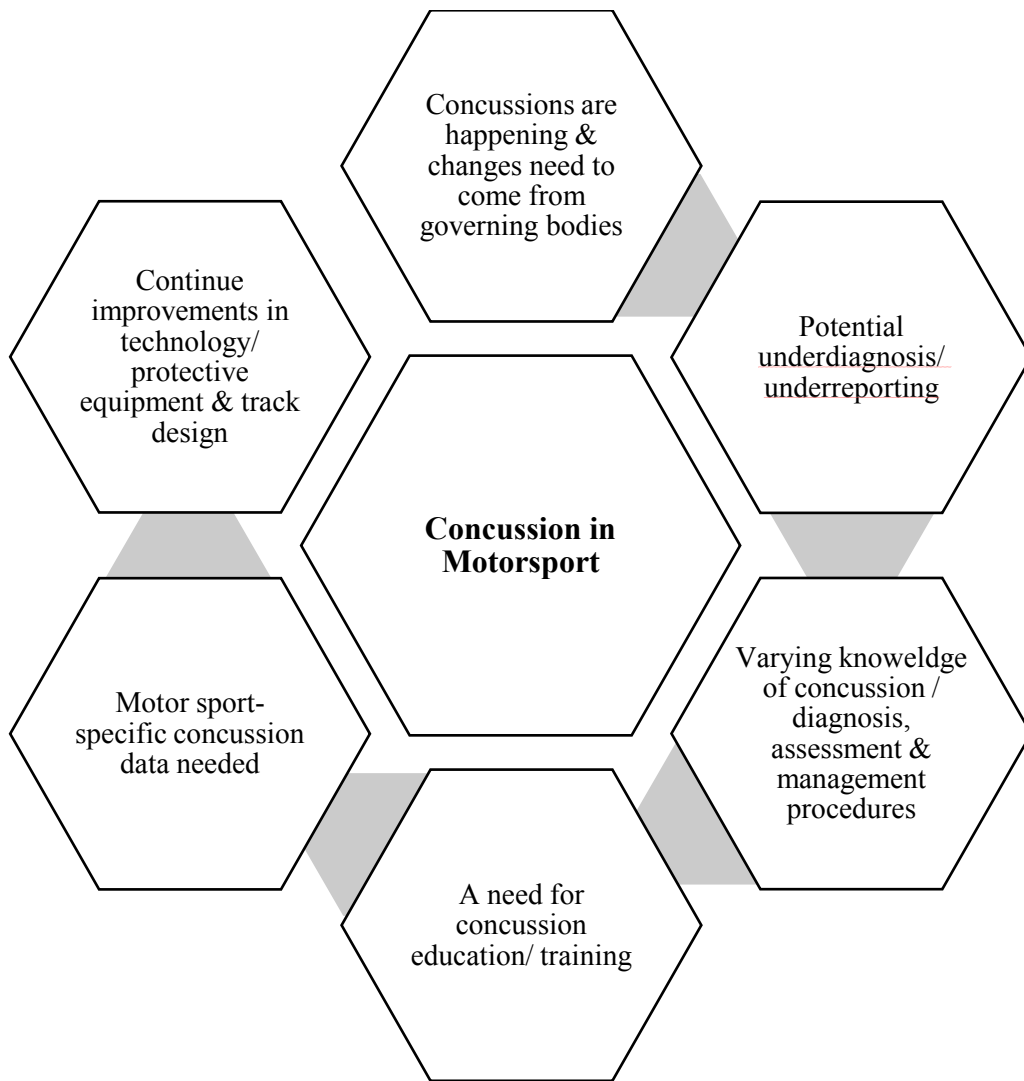 Concussions are
happening &
changes need to
come from
governing bodies
Potential
underdiagnosis/
underreporting
Varying knoweldge
of concussion /
diagnosis,
assessment &
management
procedures
A need for
concussion
education/ training
Motor sport-
specific concussion
data needed
Continue
improvements in
technology/
protective
equipment & track
design
Concussion in
Motorsport